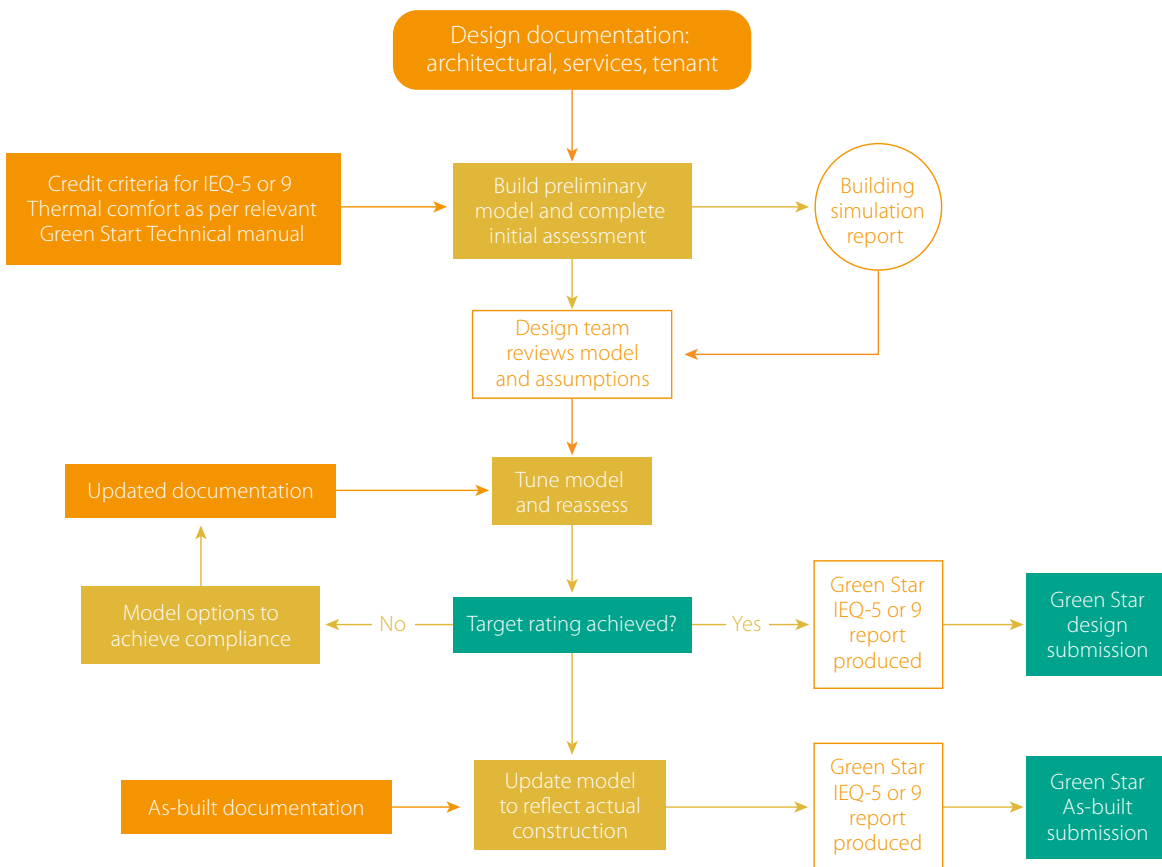 Design documentation:
architectural, services, tenant
Credit criteria for IEQ-5 or 9
Thermal comfort as per relevant
Green Start Technical manual
Build preliminary
model and complete
initial assessment
Building
simulation
report
Design team
reviews model
and assumptions
Updated documentation
Tune model
and reassess
Model options to
achieve compliance
No
Target rating achieved?
Yes
Green Star
IEQ-5 or 9
report
produced
Green Star
design
submission
As-built documentation
Update model
to reflect actual
construction
Green Star
IEQ-5 or 9
report
produced
Green Star
As-built
submission